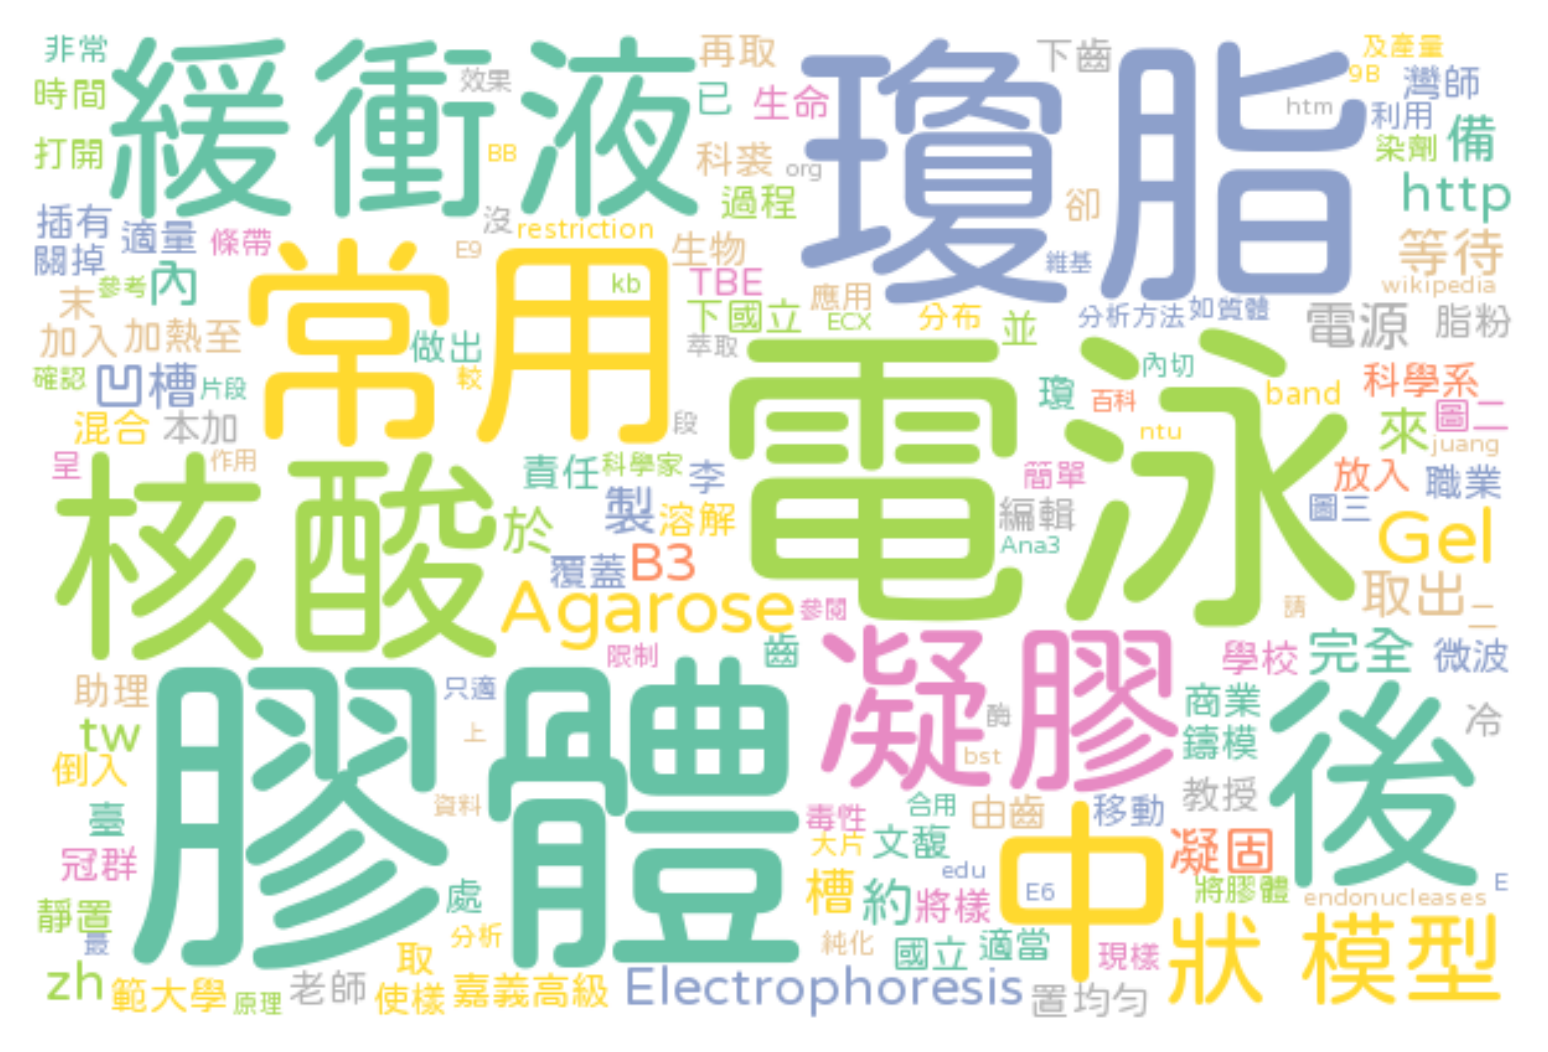 非常
緩衝液
效果
再取
瓊脂
下齒
及產量
9B
灣師
時間
已
生命
htm
利用
備
打開
BB
科裘
org
染劑
http
過程
卻
插有
適量
條帶
沒
restriction
生物
等待
關掉
E9
維基
參考
內
常用
kb
TBE
wikipedia
末
應用
下國立
ECX
分布
並
分析方法
如質體
電源
脂粉
加入
加熱至
做出
萃取
電泳
內切
確認
凹槽
片段
較
瓊
百科
band
科學系
混合
本加
段
ntu
來
圖二
juang
呈
作用
核酸
責任
科學家
李
簡單
放入
職業
製
溶解
於
編輯
圖三
Gel
Ana3
覆蓋
B3
Agarose
參閱
請
取出
二
限制
齒
凝膠
學校
完全
微波
助理
膠體
只適
酶
商業
後
冷
tw
上
鑄模
倒入
bst
資料
教授
臺
毒性
合用
由齒
中
移動
大片
文馥
凝固
冠群
edu
E6
處
槽
約
將樣
將膠體
endonucleases
E
靜置
最
分析
純化
國立
適當
現樣
狀
模型
zh
範大學
原理
老師
取
使樣
嘉義高級
Electrophoresis
置均勻